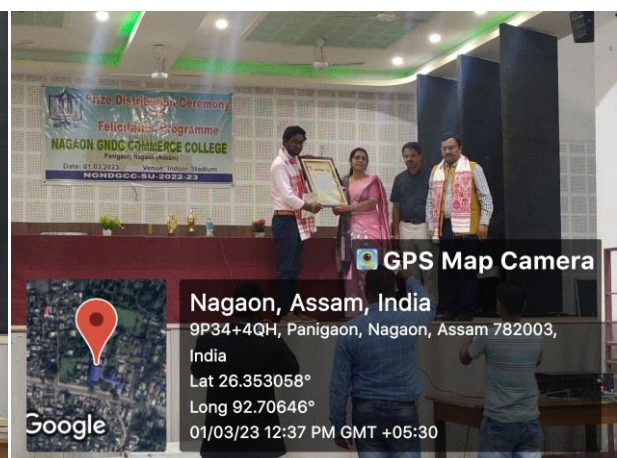 Prize Distribution Ceremony
Felicitation Programme
NAGAON GNDG COMMERCE COLLEGE
Panigaon, Nagaon (Assam)
Date: 01.03.2023 Venue: Indoor Stadium
NGNDGCC-SU-2022-23
GPS Map Camera
Nagaon, Assam, India
9P34+4QH, Panigaon, Nagaon, Assam 782003,
India
Lat 26.353058°
Long 92.70646°
01/03/23 12:37 PM GMT +05:30
Google